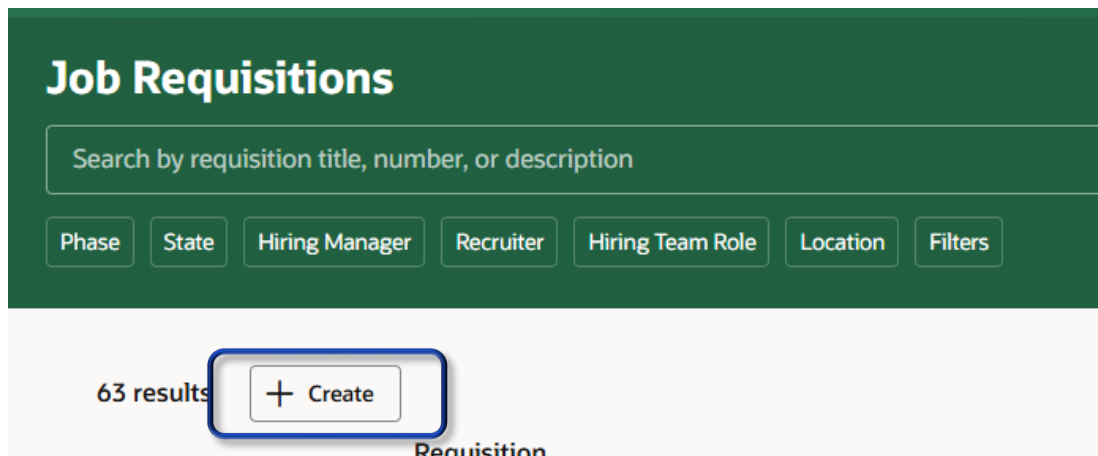 Job Requisitions
Search by requisition title, number, or description
Phase State Hiring Manager Recruiter Hiring Team Role Location Filters
63 results + Create
Requisition